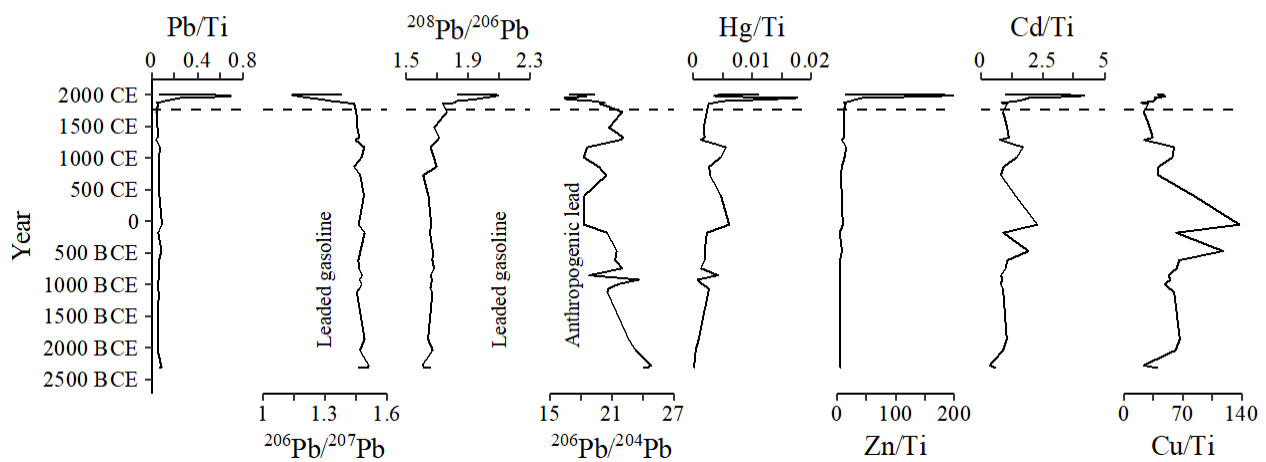 Pb/Ti
²⁰⁸Pb/²⁰⁶Pb
Hg/Ti
Cd/Ti
0 0.4 0.8
1.5 1.9 2.3
0 0.01 0.02
0 2.5 5
Year
2000 CE
1500 CE
1000 CE
500 CE
0
500 BCE
1000 BCE
1500 BCE
2000 BCE
2500 BCE
Leaded gasoline
Leaded gasoline
Anthropogenic lead
1 1.3 1.6
15 21 27
0 100 200
0 70 140
²⁰⁶Pb/²⁰⁷Pb
²⁰⁶Pb/²⁰⁴Pb
Zn/Ti
Cu/Ti